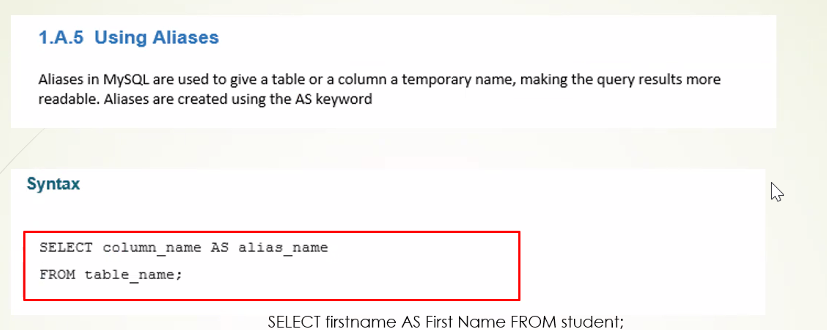 1.A.5 Using Aliases
Aliases in MySQL are used to give a table or a column a temporary name, making the query results more
readable. Aliases are created using the AS keyword
Syntax
SELECT column_name AS alias_name
FROM table_name;
SELECT firstname AS First Name FROM student;